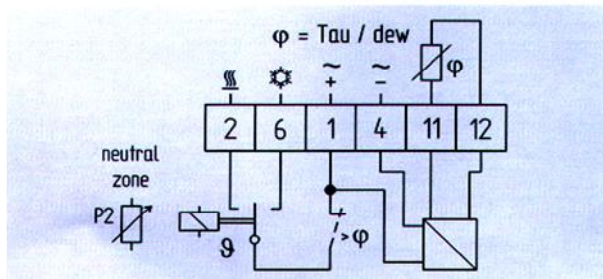 φ = Tau / dew
φ
~
+
~
−
2 6 1 4 11 12
neutral
zone
P2
ϑ
>φ